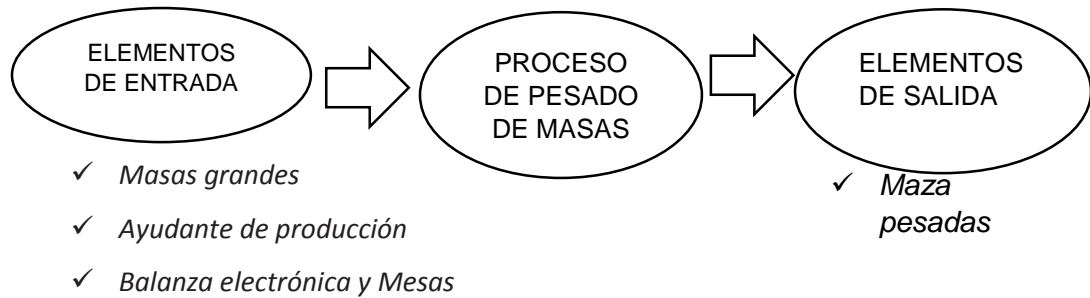 ELEMENTOS
DE ENTRADA
PROCESO
DE PESADO
DE MASAS
ELEMENTOS
DE SALIDA
✓ Masas grandes
✓ Ayudante de producción
✓ Balanza electrónica y Mesas
✓ Maza
pesadas